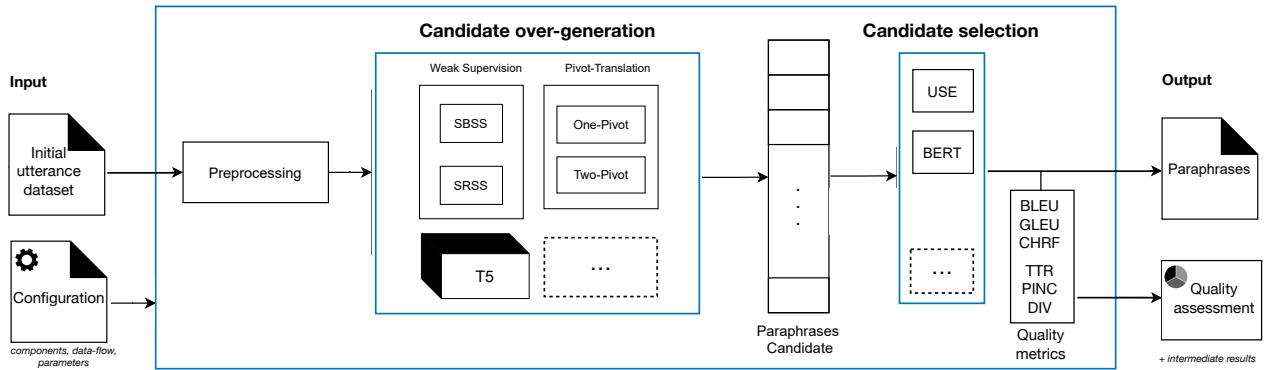 Input
Initial
utterance
dataset
Configuration
components, data-flow,
parameters
Preprocessing
Candidate over-generation
Weak Supervision
SBSS
SRSS
Pivot-Translation
One-Pivot
Two-Pivot
T5
...
Paraphrases
Candidate
Candidate selection
USE
BERT
...
BLEU
GLEU
CHRF
TTR
PINC
DIV
Quality
metrics
Output
Paraphrases
Quality
assessment
+ intermediate results